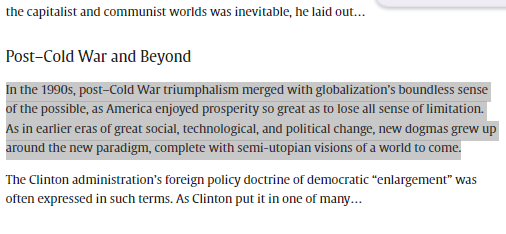 the capitalist and communist worlds was inevitable, he laid out…
Post–Cold War and Beyond
In the 1990s, post–Cold War triumphalism merged with globalization’s boundless sense
of the possible, as America enjoyed prosperity so great as to lose all sense of limitation.
As in earlier eras of great social, technological, and political change, new dogmas grew up
around the new paradigm, complete with semi-utopian visions of a world to come.
The Clinton administration’s foreign policy doctrine of democratic “enlargement” was
often expressed in such terms. As Clinton put it in one of many…